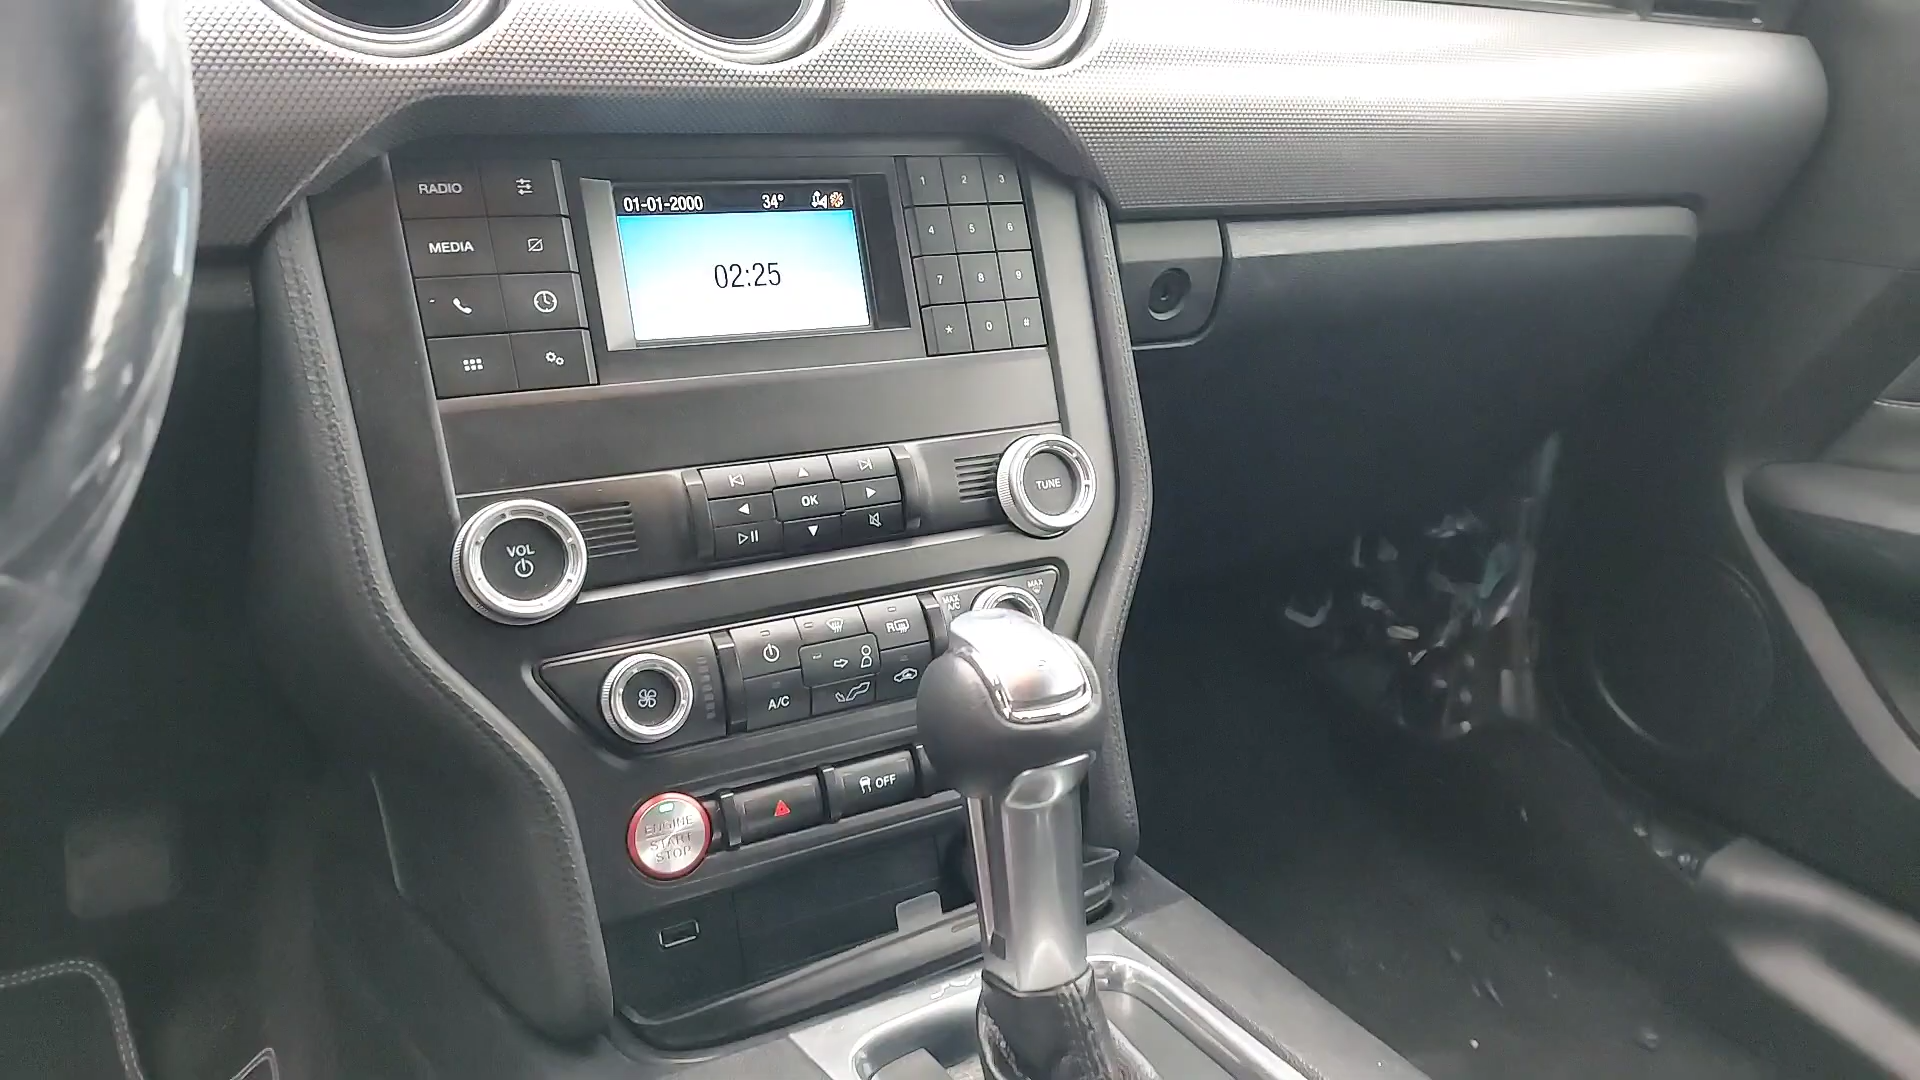 RADIO
MEDIA
01-01-2000 34°
02:25
1 2 3
4 5 6
7 8 9
* 0 #
OK
TUNE
VOL
MAX
A/C
MAX
R
A/C
OFF
ENGINE
START
STOP